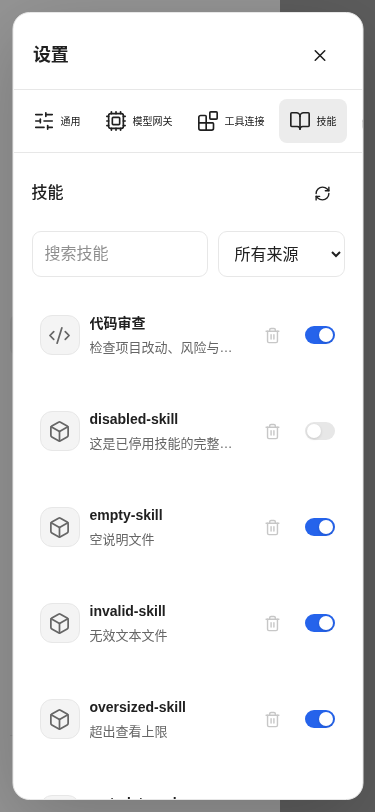 设置
通用
模型网关
工具连接
技能
技能
搜索技能
所有来源
代码审查
检查项目改动、风险与...
disabled-skill
这是已停用技能的完整...
empty-skill
空说明文件
invalid-skill
无效文本文件
oversized-skill
超出查看上限